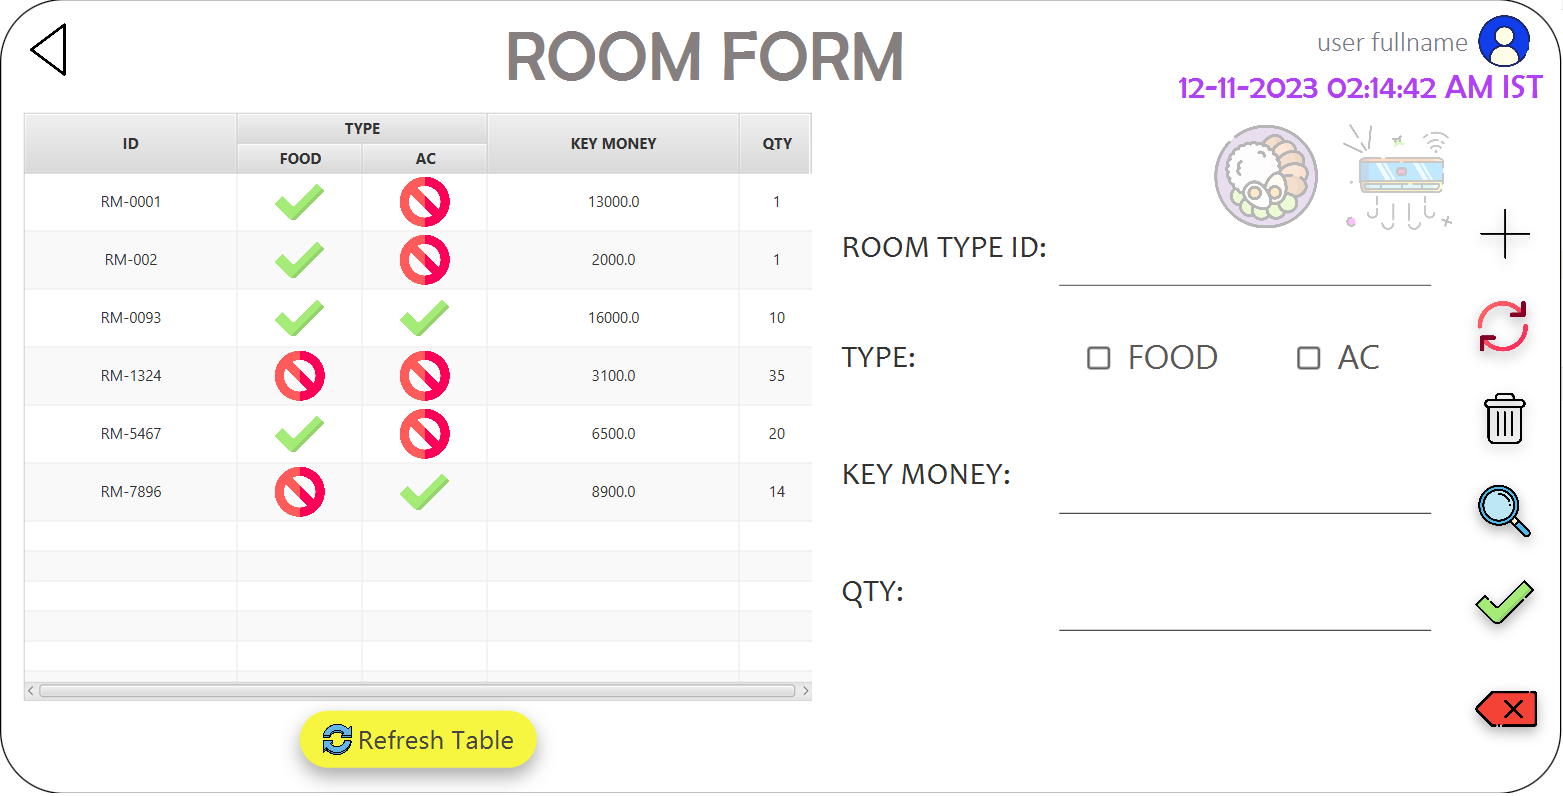 ROOM FORM
user fullname
12-11-2023 02:14:42 AM IST
ID TYPE KEY MONEY QTY
FOOD AC
RM-0001 13000.0 1
RM-002 2000.0 1
RM-0093 16000.0 10
RM-1324 3100.0 35
RM-5467 6500.0 20
RM-7896 8900.0 14
Refresh Table
ROOM TYPE ID:
TYPE: FOOD AC
KEY MONEY:
QTY: